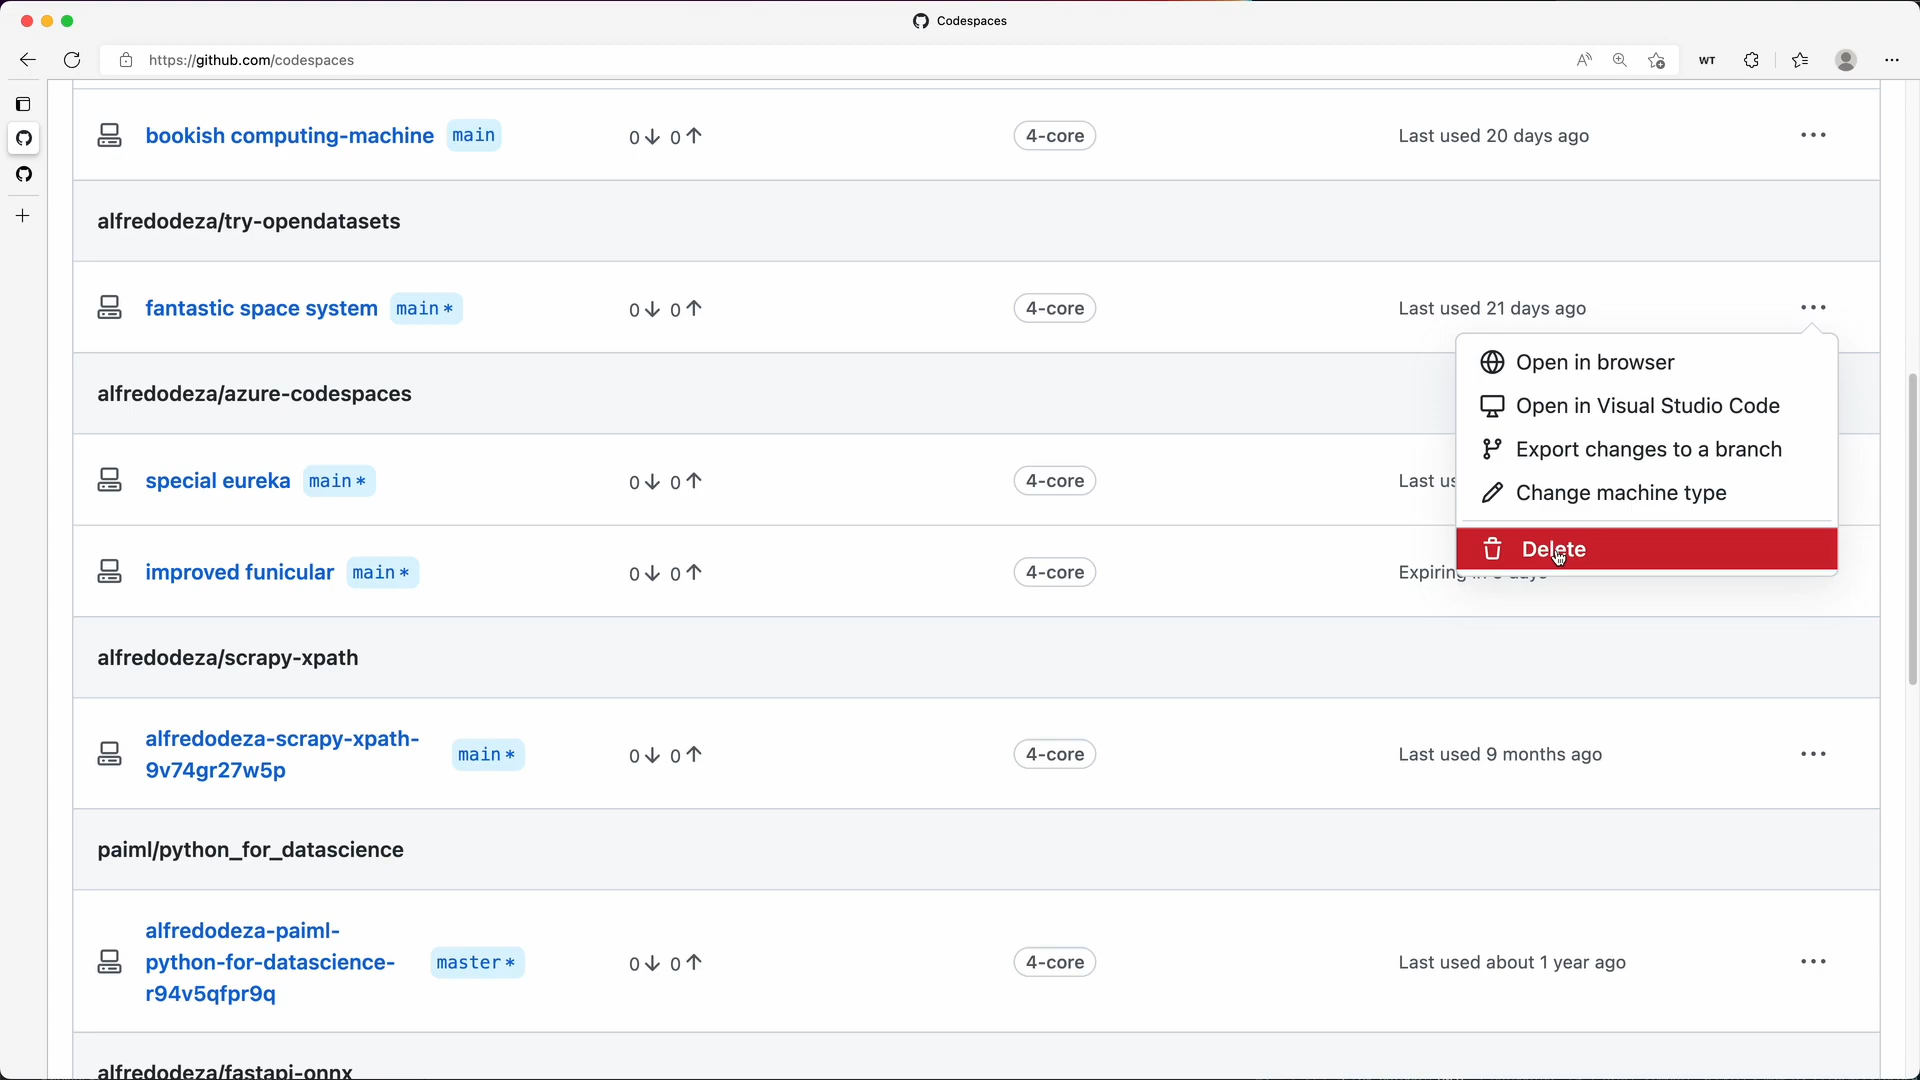 Codespaces
https://github.com/codespaces
WT
bookish computing-machine main 0 0 4-core Last used 20 days ago
alfredodeza/try-opendatasets
fantastic space system main* 0 0 4-core Last used 21 days ago
Open in browser
alfredodeza/azure-codespaces
Open in Visual Studio Code
Export changes to a branch
special eureka main* 0 0 4-core Last
Change machine type
Delete
improved funicular main* 0 0 4-core Expiring days
alfredodeza/scrapy-xpath
alfredodeza-scrapy-xpath-
9v74gr27w5p
main* 0 0 4-core Last used 9 months ago
paiml/python_for_datascience
alfredodeza-paiml-
python-for-datascience-
r94v5qfpr9q
master* 0 0 4-core Last used about 1 year ago
alfredodeza/fastapi-onnx